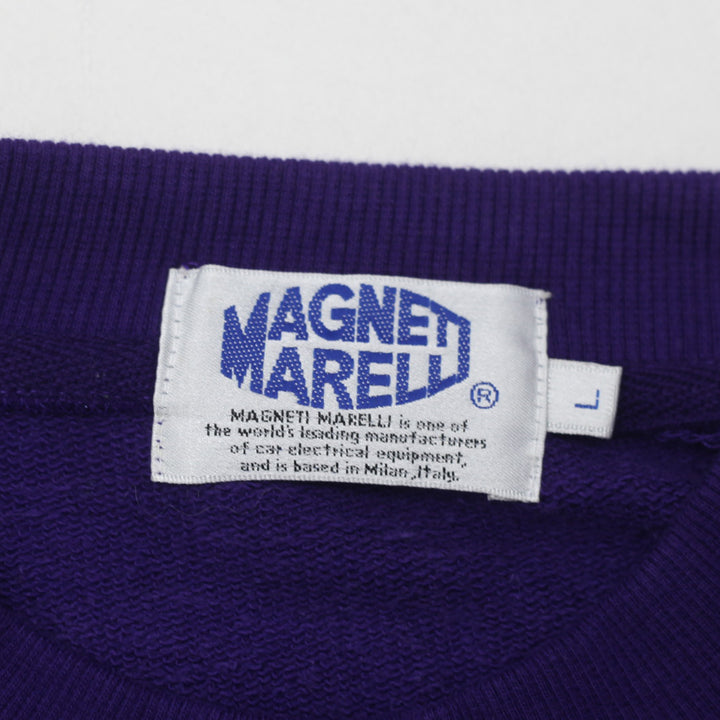 MAGNETI
MARELLI
®
MAGNETI MARELLI is one of
the world's leading manufacturers
of car electrical equipment,
and is based in Milan, Italy.
L